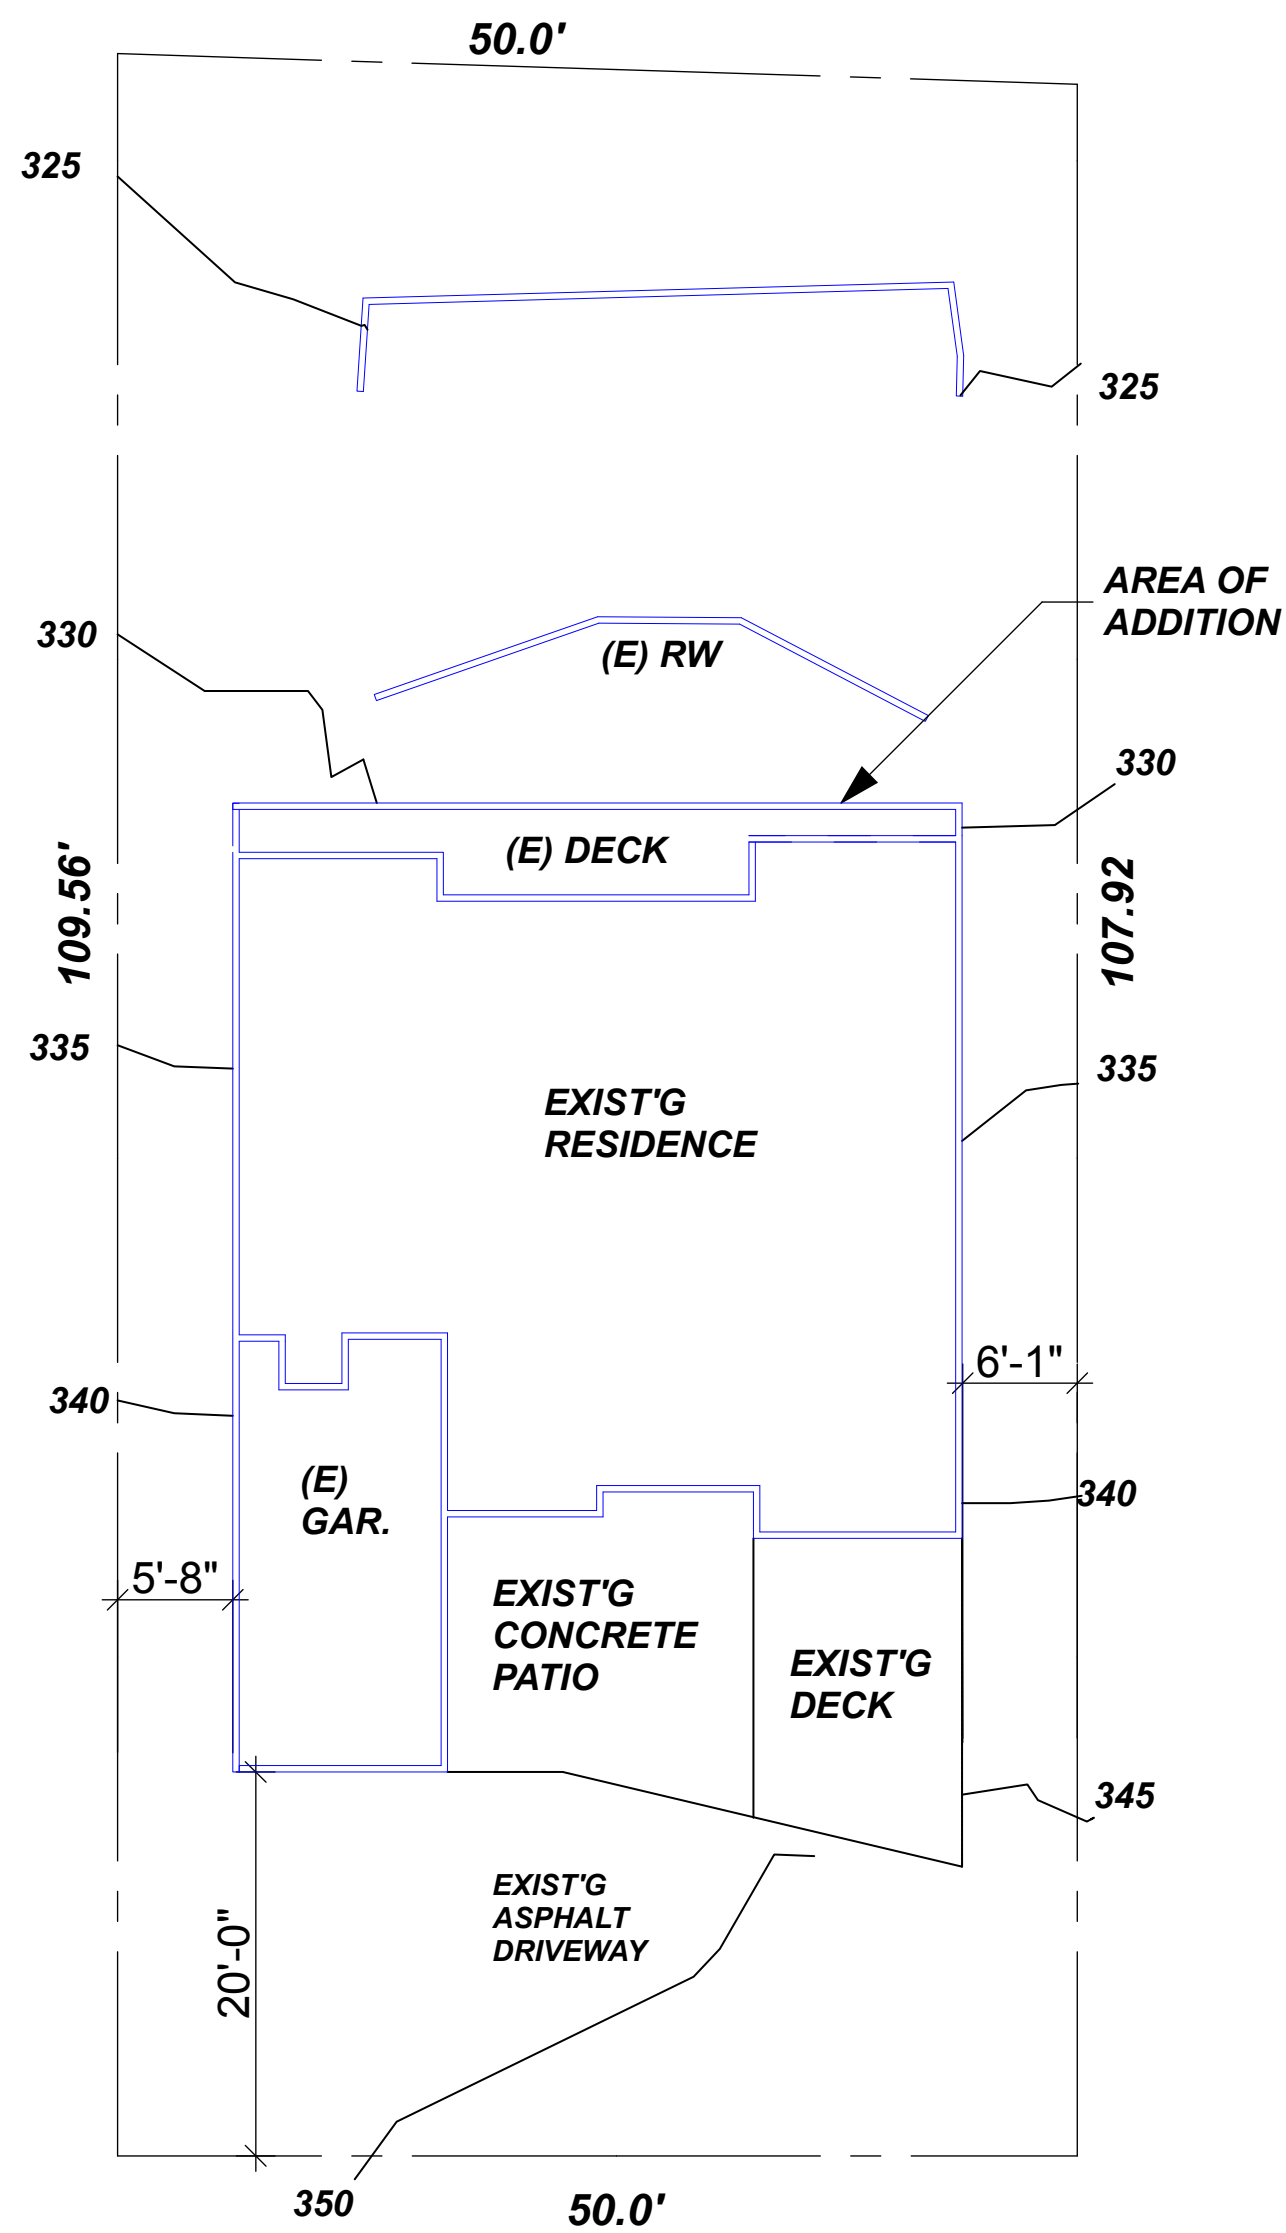 50.0'
325
325
AREA OF
ADDITION
330
(E) RW
330
(E) DECK
109.56'
107.92
335
335
EXIST'G
RESIDENCE
6'-1"
340
(E)
GAR.
340
5'-8"
EXIST'G
CONCRETE
PATIO
EXIST'G
DECK
345
EXIST'G
ASPHALT
DRIVEWAY
20'-0"
350
50.0'